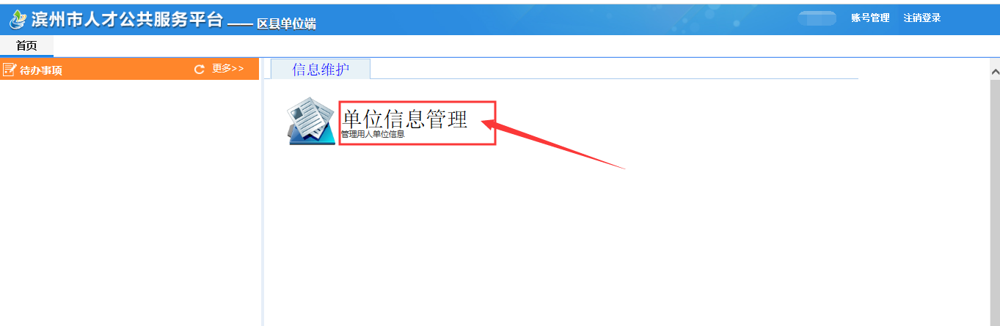 滨州市人才公共服务平台 —— 区县单位端
账号管理 注销登录
首页
待办事项 更多>>
信息维护
单位信息管理
管理用人单位信息